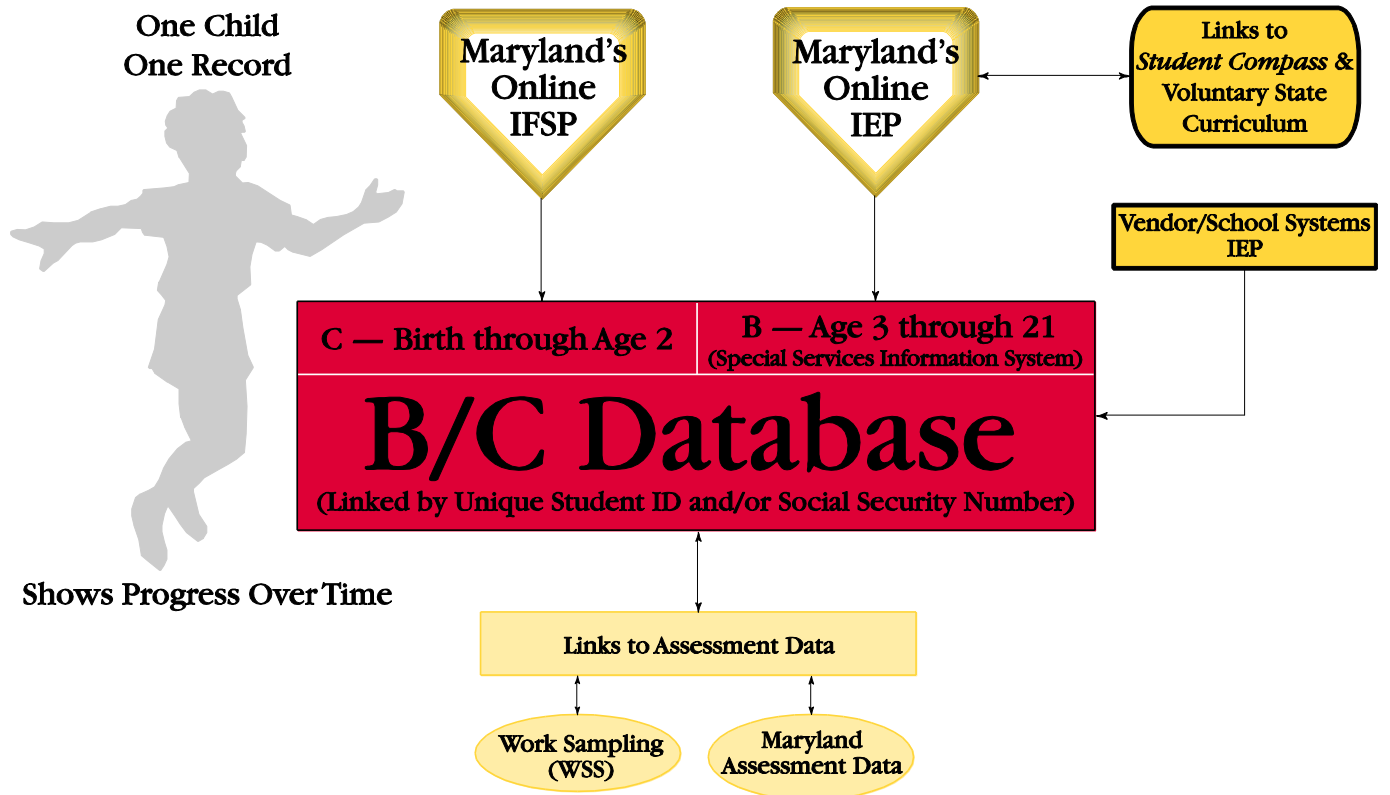 One Child
One Record
Maryland's
Online
IFSP
Maryland's
Online
IEP
Links to
Student Compass &
Voluntary State
Curriculum
Vendor/School Systems
IEP
C — Birth through Age 2
B — Age 3 through 21
(Special Services Information System)
B/C Database
(Linked by Unique Student ID and/or Social Security Number)
Shows Progress Over Time
Links to Assessment Data
Work Sampling
(WSS)
Maryland
Assessment Data